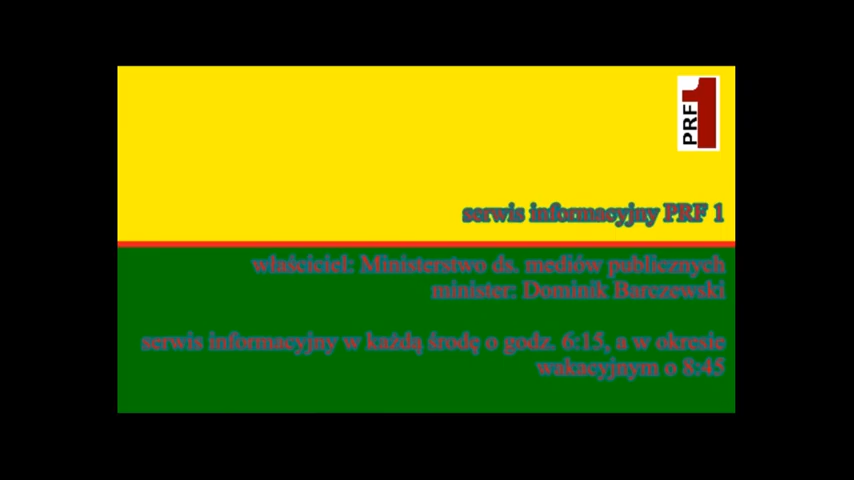 PRF 1
serwis informacyjny PRF 1
właściciel: Ministerstwo ds. mediów publicznych
minister: Dominik Barczewski
serwis informacyjny w każdą środę o godz. 6:15, a w okresie
wakacyjnym o 8:45